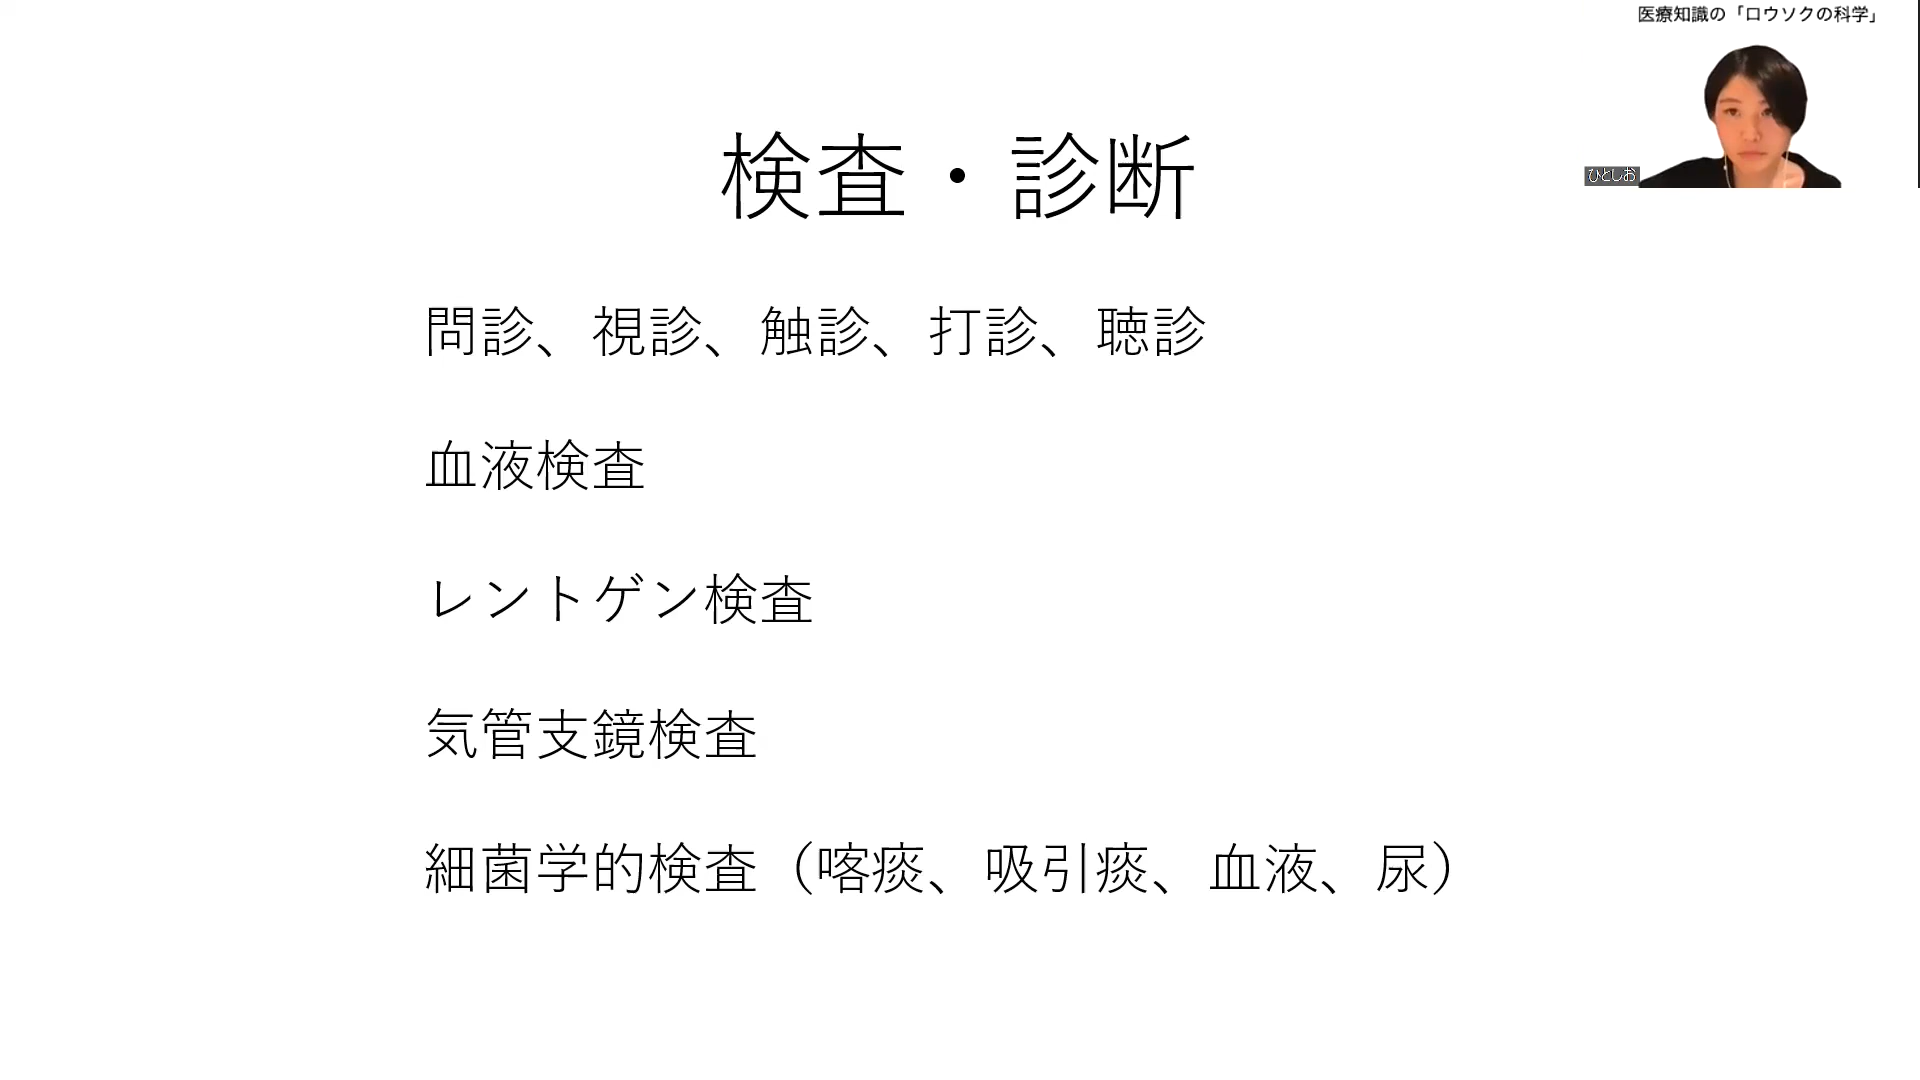 医療知識の「ロウソクの科学」
ひとしお
検査・診断
問診、視診、触診、打診、聴診
血液検査
レントゲン検査
気管支鏡検査
細菌学的検査（喀痰、吸引痰、血液、尿）